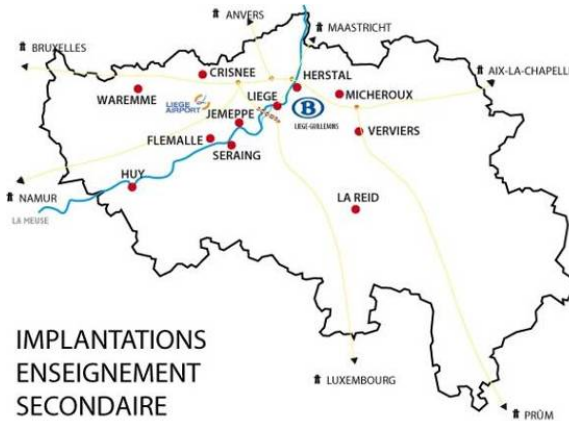 ANVERS
BRUXELLES
MAASTRICHT
CRISNEE
HERSTAL
AIX-LA-CHAPELLE
WAREMME
LIEGE
AIRPORT
LIEGE
MICHEROUX
B
JEMEPPE
LIEGE-GUILLEMINS
VERVIERS
FLEMALLE
SERAING
HUY
NAMUR
LA REID
LA MEUSE
IMPLANTATIONS
ENSEIGNEMENT
SECONDAIRE
LUXEMBOURG
PRÜM